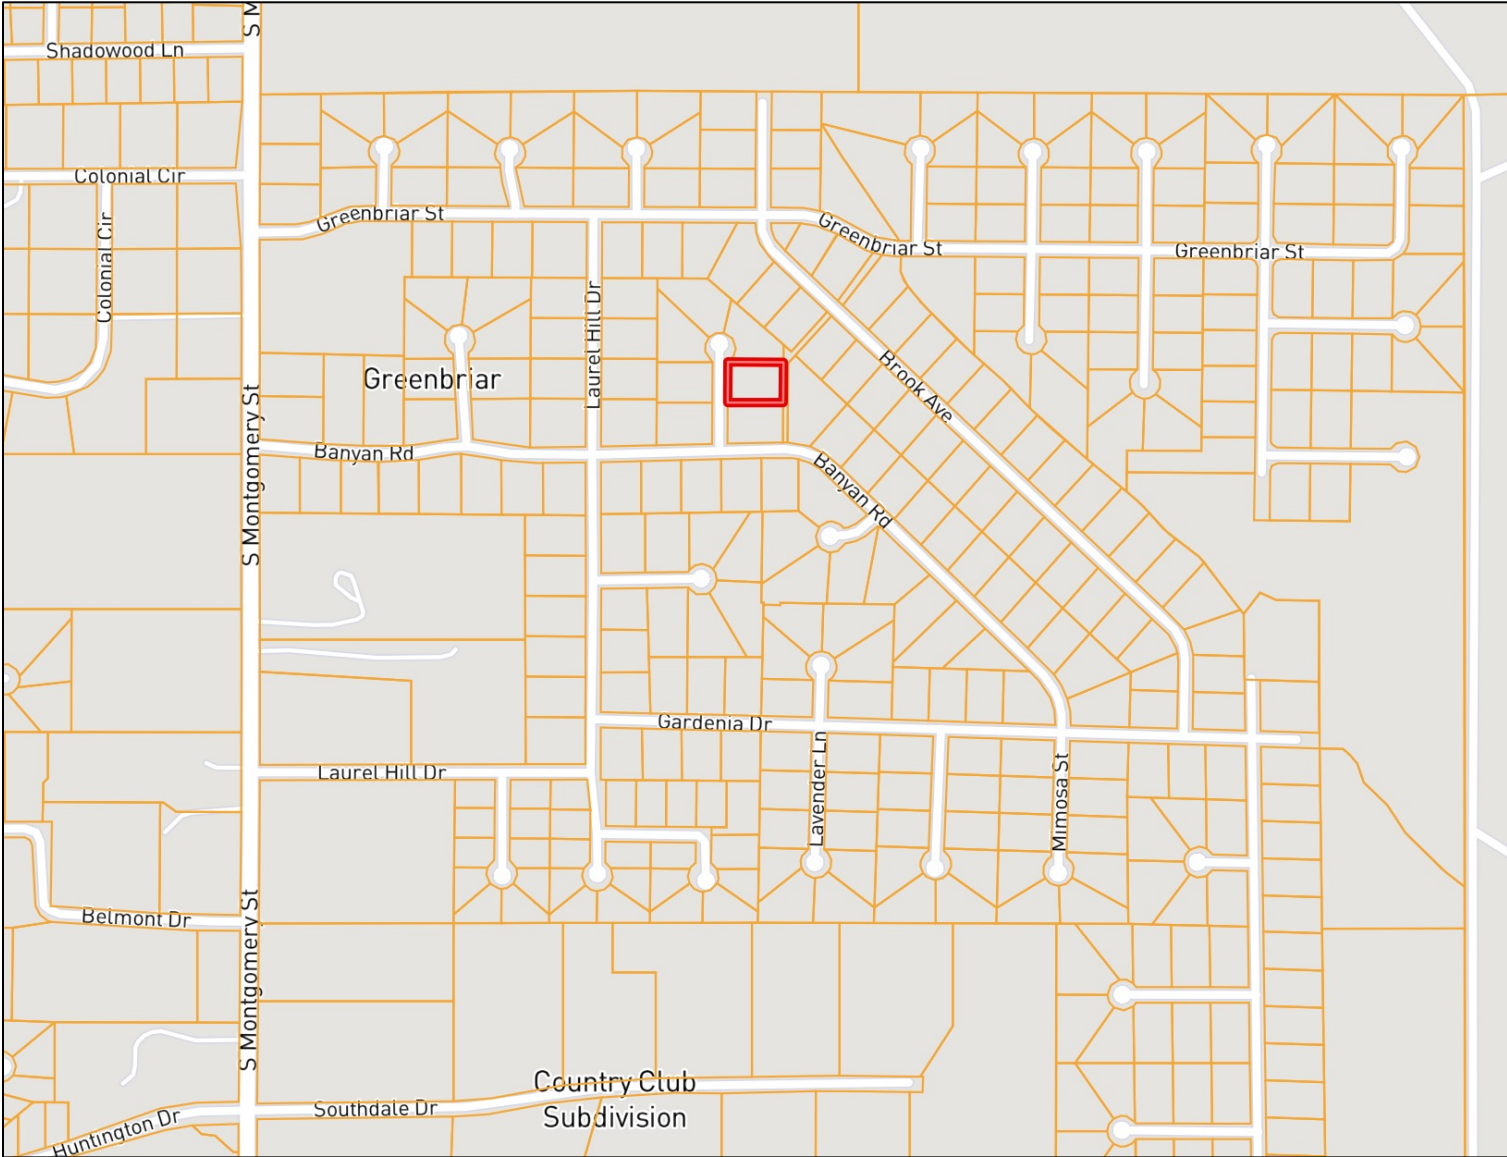 S M
Shadowood Ln
Colonial Cir
Greenbriar St
Greenbriar St
Greenbriar St
Colonial Cir
Laurel Hill Dr
Greenbriar
Brook Ave
S Montgomery St
Banyan Rd
Banyan Rd
Gardenia Dr
Laurel Hill Dr
Lavender Ln
Mimosa St
Belmont Dr
S Montgomery St
Country Club
Subdivision
Southdale Dr
Huntington Dr